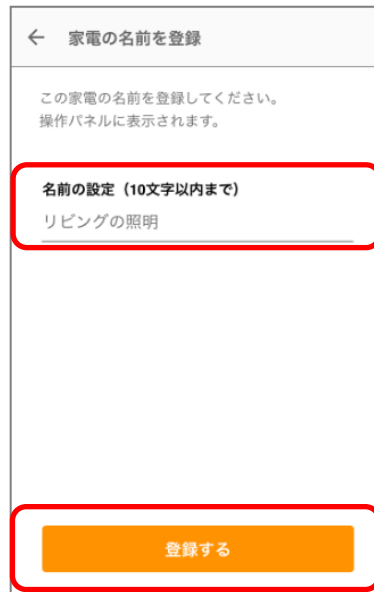 ← 家電の名前を登録
この家電の名前を登録してください。
操作パネルに表示されます。
名前の設定（10文字以内まで）
リビングの照明
登録する